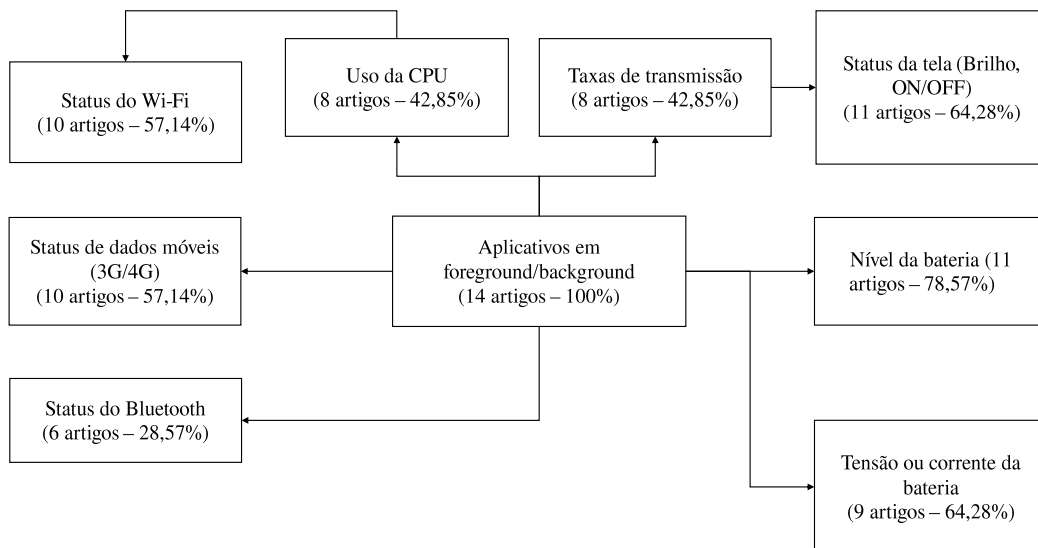 Status do Wi-Fi
(10 artigos – 57,14%)
Uso da CPU
(8 artigos – 42,85%)
Taxas de transmissão
(8 artigos – 42,85%)
Status da tela (Brilho,
ON/OFF)
(11 artigos – 64,28%)
Status de dados móveis
(3G/4G)
(10 artigos – 57,14%)
Aplicativos em
foreground/background
(14 artigos – 100%)
Nível da bateria (11
artigos – 78,57%)
Status do Bluetooth
(6 artigos – 28,57%)
Tensão ou corrente da
bateria
(9 artigos – 64,28%)